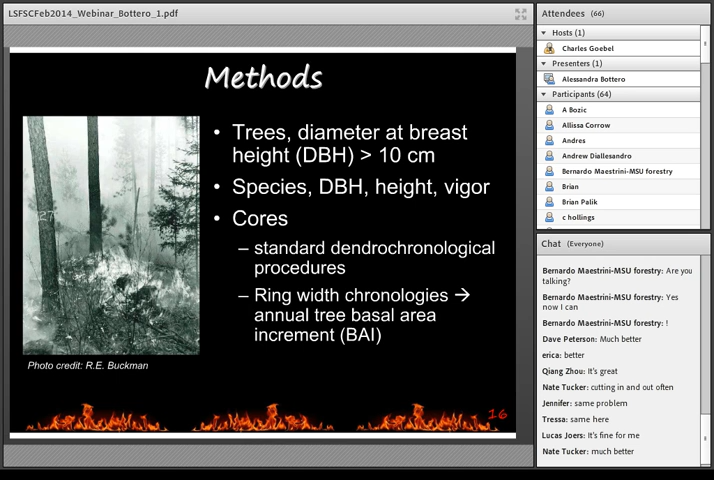 LSFSCFeb2014_Webinar_Bottero_1.pdf
Methods
• Trees, diameter at breast
height (DBH) > 10 cm
• Species, DBH, height, vigor
• Cores
– standard dendrochronological
procedures
– Ring width chronologies →
annual tree basal area
increment (BAI)
27
Photo credit: R.E. Buckman
16
Attendees (66)
Hosts (1)
Charles Goebel
Presenters (1)
Alessandra Bottero
Participants (64)
A Bozic
Allissa Corrow
Andres
Andrew Diallesandro
Bernardo Maestrini-MSU forestry
Brian
Brian Palik
c hollings
Chat (Everyone)
Bernardo Maestrini-MSU forestry: Are you
talking?
Bernardo Maestrini-MSU forestry: Yes
now I can
Bernardo Maestrini-MSU forestry: !
Dave Peterson: Much better
erica: better
Qiang Zhou: It's great
Nate Tucker: cutting in and out often
Jennifer: same problem
Tressa: same here
Lucas Joers: It's fine for me
Nate Tucker: much better